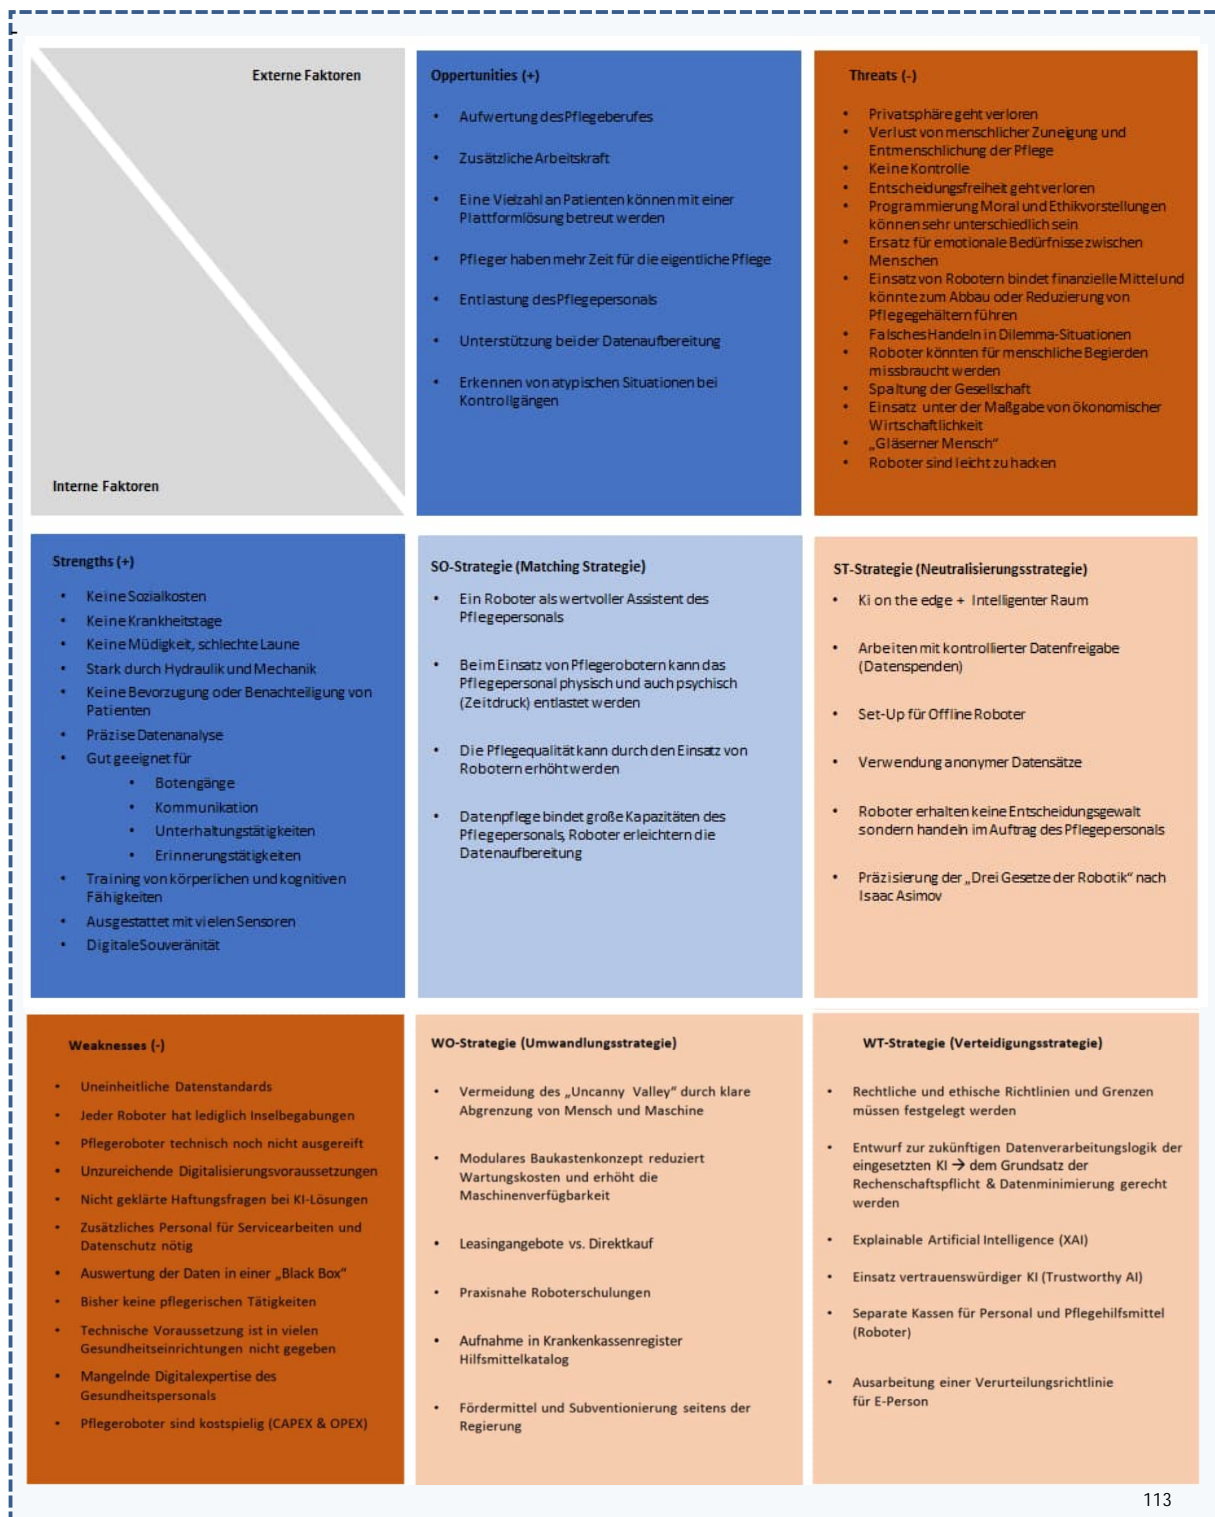 Externe Faktoren
Interne Faktoren
Oppertunities (+)
• Aufwertung des Pflegeberufes
• Zusätzliche Arbeitskraft
• Eine Vielzahl an Patienten können mit einer
Plattformlösung betreut werden
• Pfleger haben mehr Zeit für die eigentliche Pflege
• Entlastung des Pflegepersonals
• Unterstützung bei der Datenaufbereitung
• Erkennen von atypischen Situationen bei
Kontrollgängen
Threats (-)
• Privatsphäre geht verloren
• Verlust von menschlicher Zuneigung und
Entmenschlichung der Pflege
• Keine Kontrolle
• Entscheidungsfreiheit geht verloren
• Programmierung Moral und Ethikvorstellungen
können sehr unterschiedlich sein
• Ersatz für emotionale Bedürfnisse zwischen
Menschen
• Einsatz von Robotern bindet finanzielle Mittel und
könnte zum Abbau oder Reduzierung von
Pflegegehältern führen
• Falsches Handeln in Dilemma-Situationen
• Roboter könnten für menschliche Begierden
missbraucht werden
• Spaltung der Gesellschaft
• Einsatz unter der Maßgabe von ökonomischer
Wirtschaftlichkeit
• „Gläserner Mensch“
• Roboter sind leicht zu hacken
Strengths (+)
• Keine Sozialkosten
• Keine Krankheitstage
• Keine Müdigkeit, schlechte Laune
• Stark durch Hydraulik und Mechanik
• Keine Bevorzugung oder Benachteiligung von
Patienten
• Präzise Datenanalyse
• Gut geeignet für
• Botengänge
• Kommunikation
• Unterhaltungstätigkeiten
• Erinnerungstätigkeiten
• Training von körperlichen und kognitiven
Fähigkeiten
• Ausgestattet mit vielen Sensoren
• Digitale Souveränität
SO-Strategie (Matching Strategie)
• Ein Roboter als wertvoller Assistent des
Pflegepersonals
• Beim Einsatz von Pflegerobotern kann das
Pflegepersonal physisch und auch psychisch
(Zeitdruck) entlastet werden
• Die Pflegequalität kann durch den Einsatz von
Robotern erhöht werden
• Datenpflege bindet große Kapazitäten des
Pflegepersonals, Roboter erleichtern die
Datenaufbereitung
ST-Strategie (Neutralisierungsstrategie)
• Ki on the edge + Intelligenter Raum
• Arbeiten mit kontrollierter Datenfreigabe
(Datenspenden)
• Set-Up für Offline Roboter
• Verwendung anonymer Datensätze
• Roboter erhalten keine Entscheidungsgewalt
sondern handeln im Auftrag des Pflegepersonals
• Präzisierung der „Drei Gesetze der Robotik“ nach
Isaac Asimov
Weaknesses (-)
• Uneinheitliche Datenstandards
• Jeder Roboter hat lediglich Inselbegabungen
• Pflegeroboter technisch noch nicht ausgereift
• Unzureichende Digitalisierungsvoraussetzungen
• Nicht geklärte Haftungsfragen bei KI-Lösungen
• Zusätzliches Personal für Servicearbeiten und
Datenschutz nötig
• Auswertung der Daten in einer „Black Box“
• Bisher keine pflegerischen Tätigkeiten
• Technische Voraussetzung ist in vielen
Gesundheitseinrichtungen nicht gegeben
• Mangelnde Digitalexpertise des
Gesundheitspersonals
• Pflegeroboter sind kostspielig (CAPEX & OPEX)
WO-Strategie (Umwandlungsstrategie)
• Vermeidung des „Uncanny Valley“ durch klare
Abgrenzung von Mensch und Maschine
• Modulares Baukastenkonzept reduziert
Wartungskosten und erhöht die
Maschinenverfügbarkeit
• Leasingangebote vs. Direktkauf
• Praxisnahe Roboterschulungen
• Aufnahme in Krankenkassenregister
Hilfsmittelkatalog
• Fördermittel und Subventionierung seitens der
Regierung
WT-Strategie (Verteidigungsstrategie)
• Rechtliche und ethische Richtlinien und Grenzen
müssen festgelegt werden
• Entwurf zur zukünftigen Datenverarbeitungslogik der
eingesetzten KI → dem Grundsatz der
Rechenschaftspflicht & Datenminimierung gerecht
werden
• Explainable Artificial Intelligence (XAI)
• Einsatz vertrauenswürdiger KI (Trustworthy AI)
• Separate Kassen für Personal und Pflegehilfsmittel
(Roboter)
• Ausarbeitung einer Verurteilungsrichtlinie
für E-Person
113